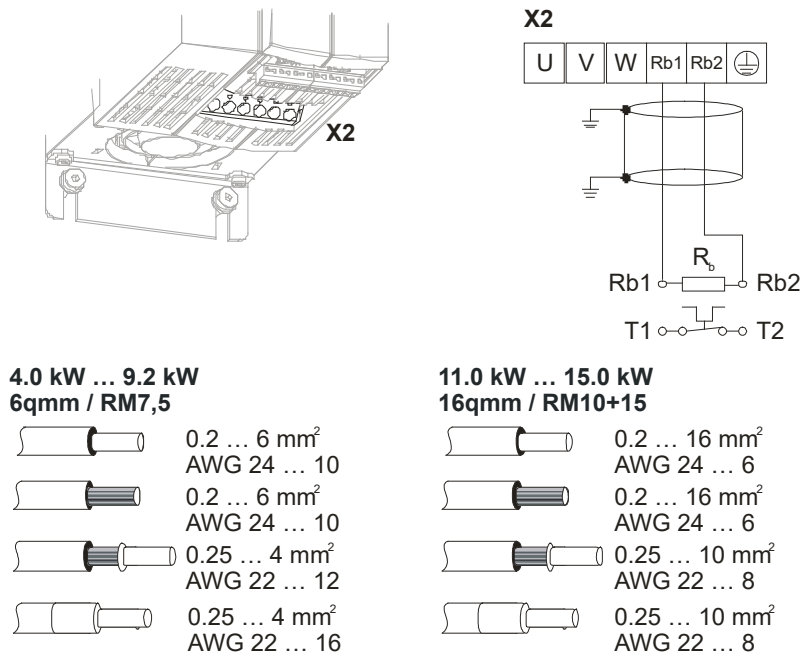 X2
X2
U V W Rb1 Rb2
R_b
Rb1 Rb2
T1 T2
4.0 kW … 9.2 kW
6qmm / RM7,5
0.2 … 6 mm²
AWG 24 … 10
0.2 … 6 mm²
AWG 24 … 10
0.25 … 4 mm²
AWG 22 … 12
0.25 … 4 mm²
AWG 22 … 16
11.0 kW … 15.0 kW
16qmm / RM10+15
0.2 … 16 mm²
AWG 24 … 6
0.2 … 16 mm²
AWG 24 … 6
0.25 … 10 mm²
AWG 22 … 8
0.25 … 10 mm²
AWG 22 … 8